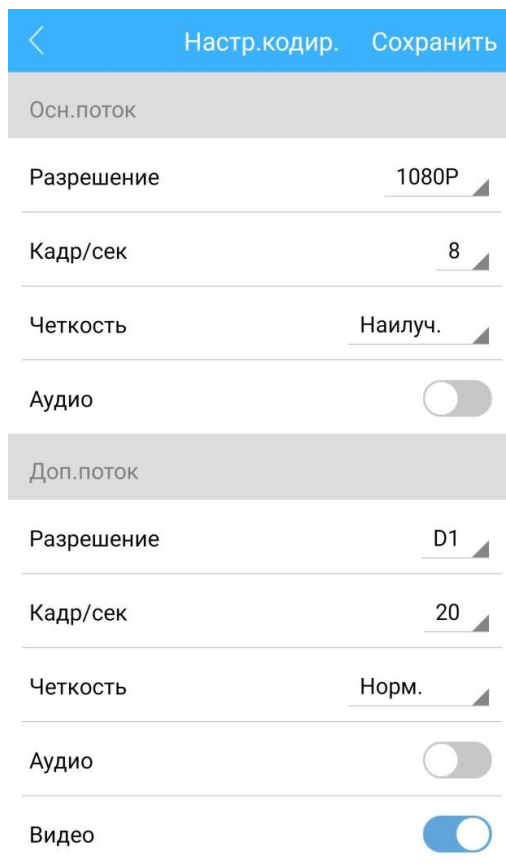 Настр.кодир. Сохранить
Осн.поток
Разрешение 1080P
Кадр/сек 8
Четкость Наилуч.
Аудио
Доп.поток
Разрешение D1
Кадр/сек 20
Четкость Норм.
Аудио
Видео